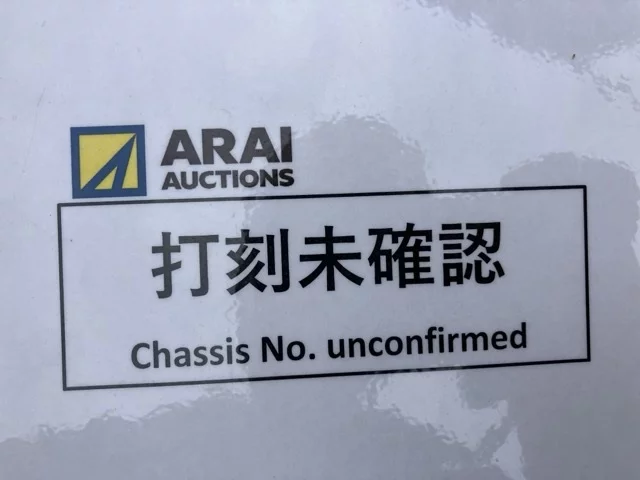 ARAI
AUCTIONS
打刻未確認
Chassis No. unconfirmed